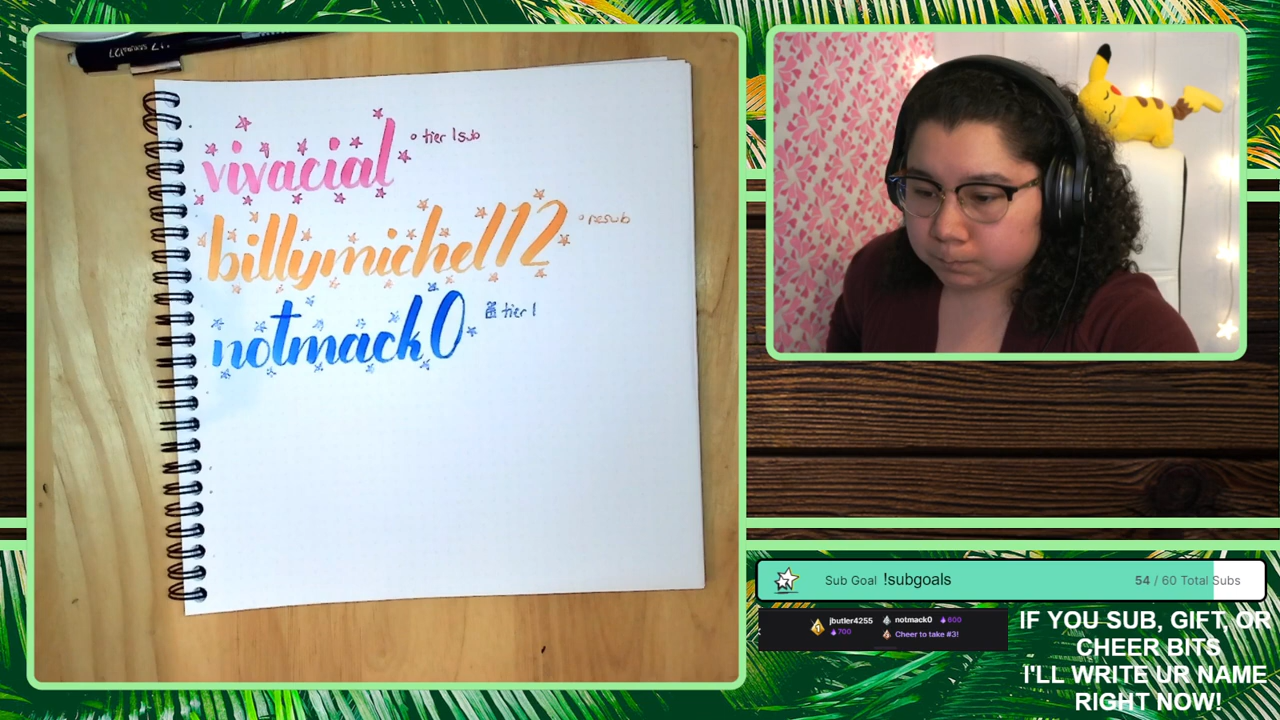 vivacial
° tier 1 sub
billymichel12
° resub
notmack0
tier 1
Sub Goal !subgoals
54 / 60 Total Subs
1 jbutler4255
700
notmack0 600
Cheer to take #3!
IF YOU SUB, GIFT, OR
CHEER BITS
I'LL WRITE UR NAME
RIGHT NOW!